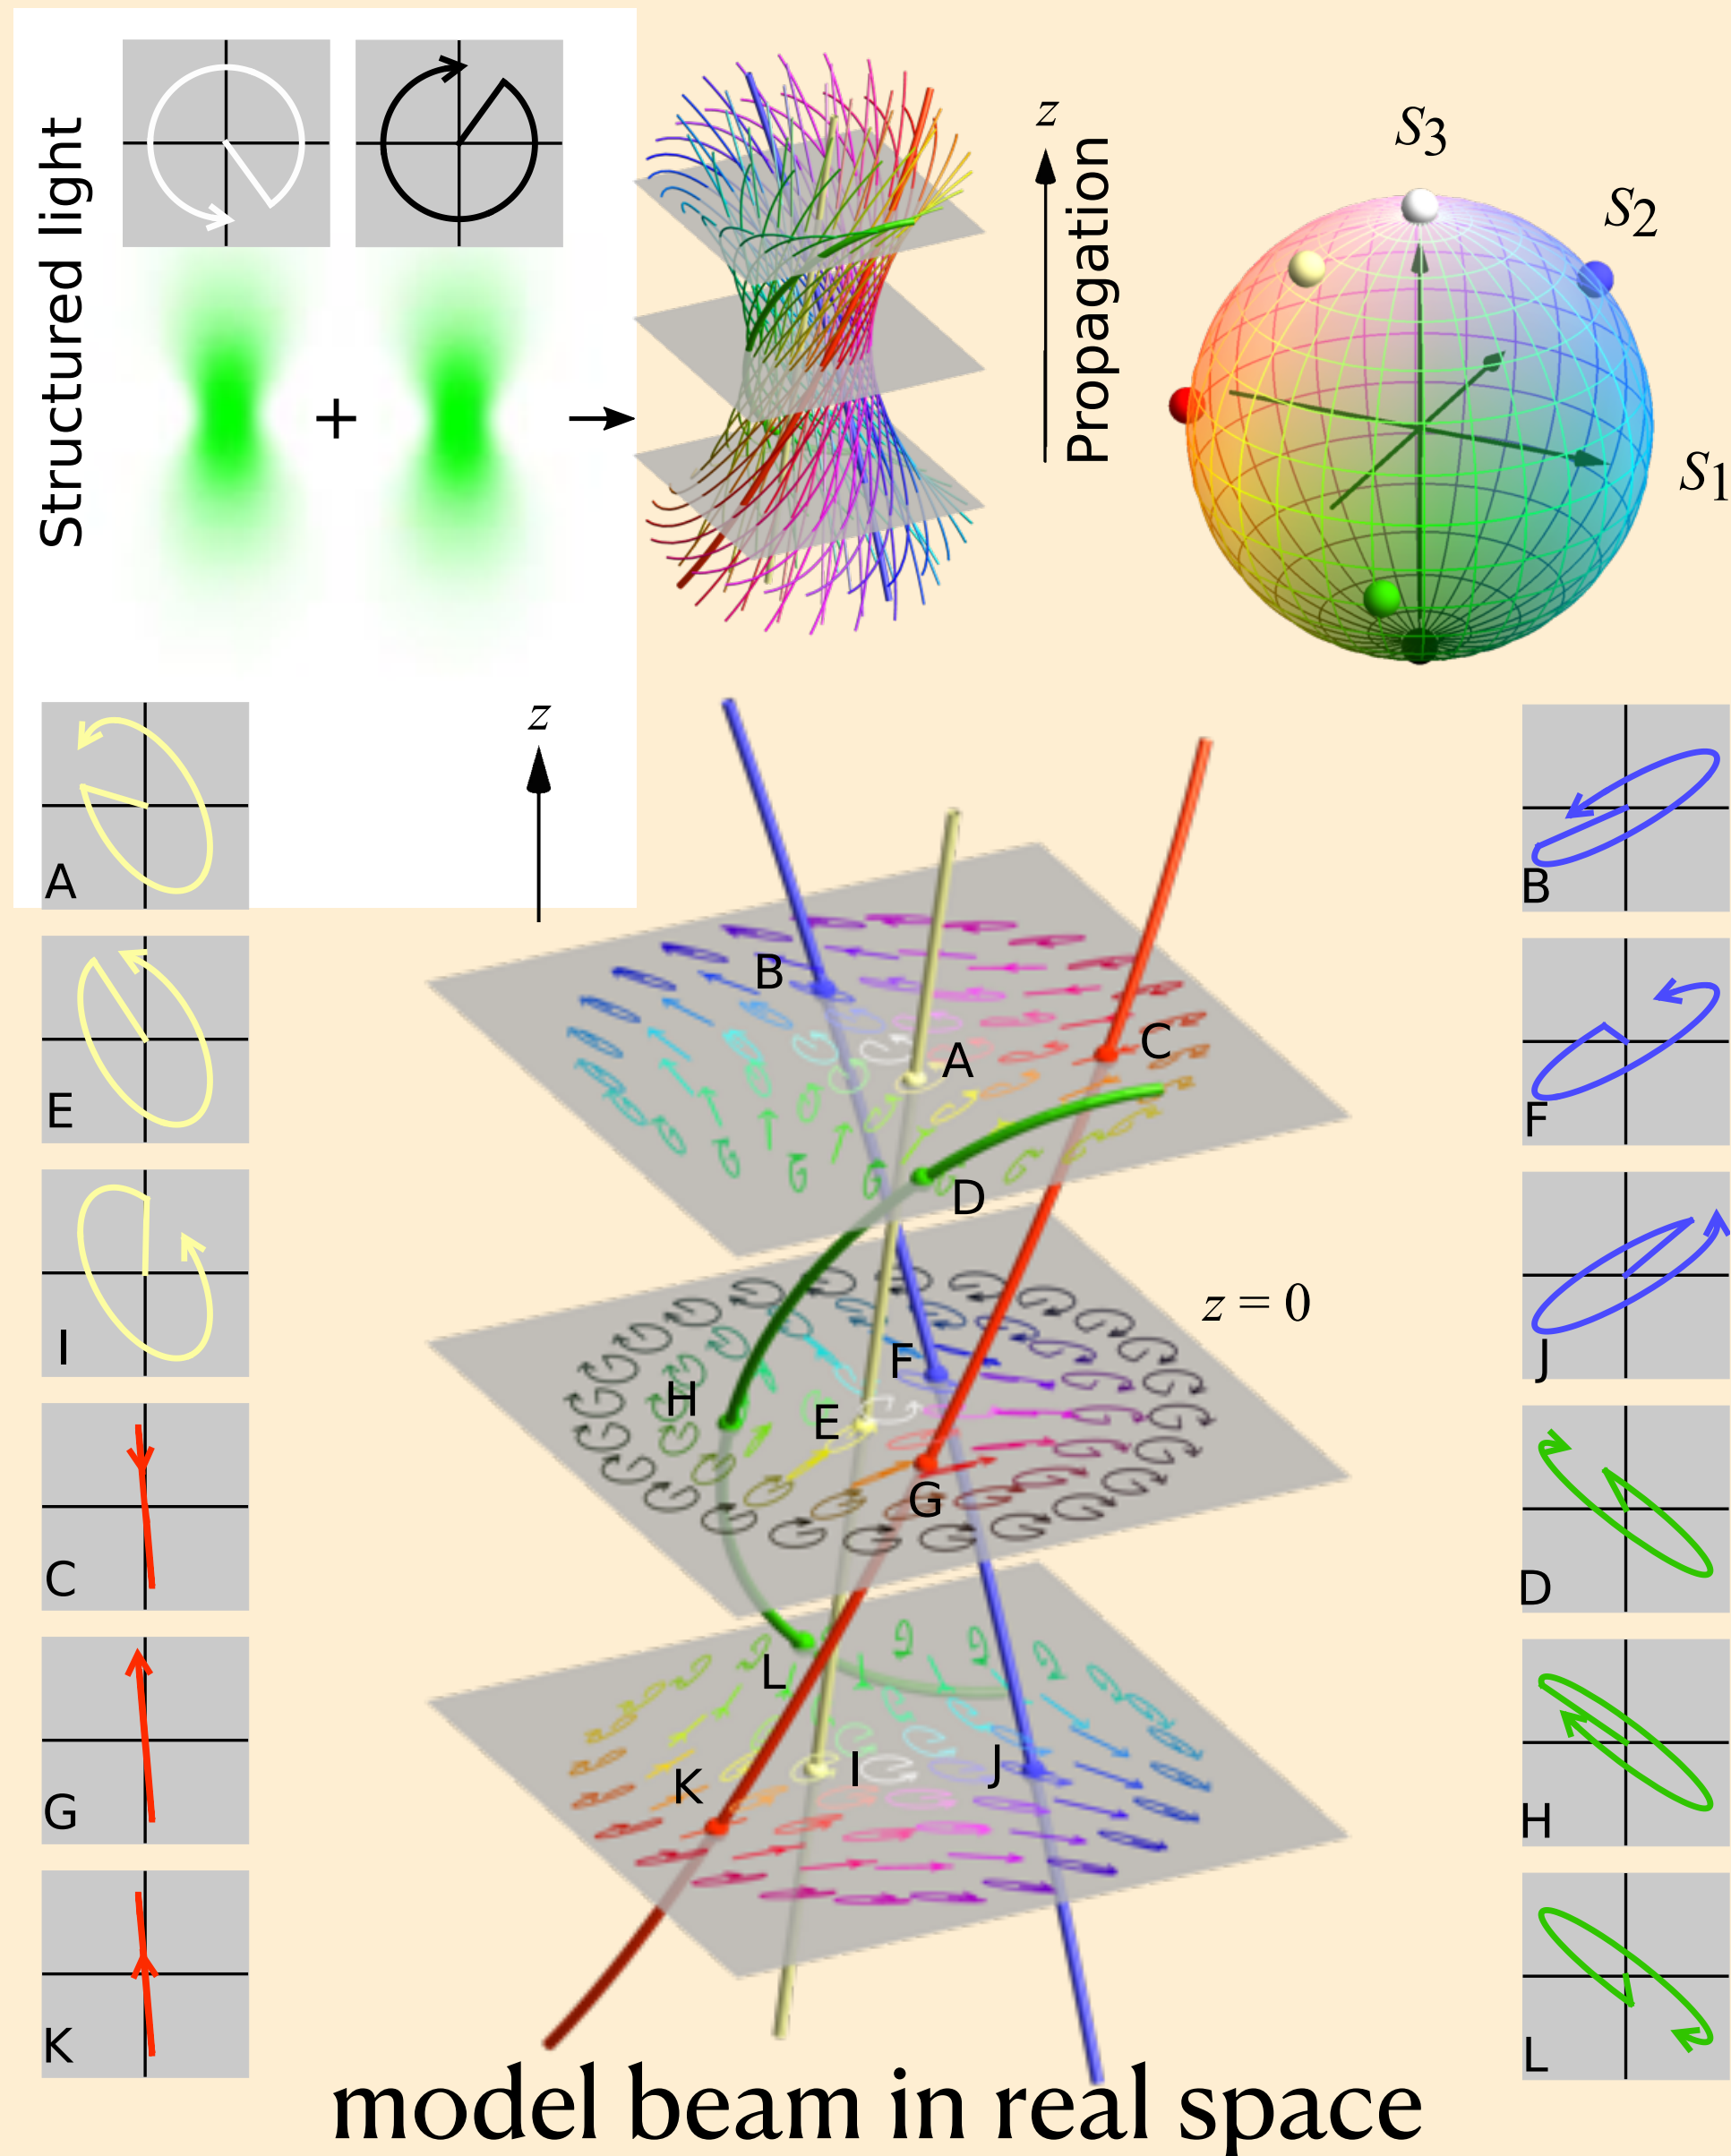 Structured light
+
z
Propagation
S3
S2
S1
z
A
E
I
C
G
K
B
A
C
D
z = 0
H
F
E
G
L
I
J
K
B
F
J
D
H
L
model beam in real space